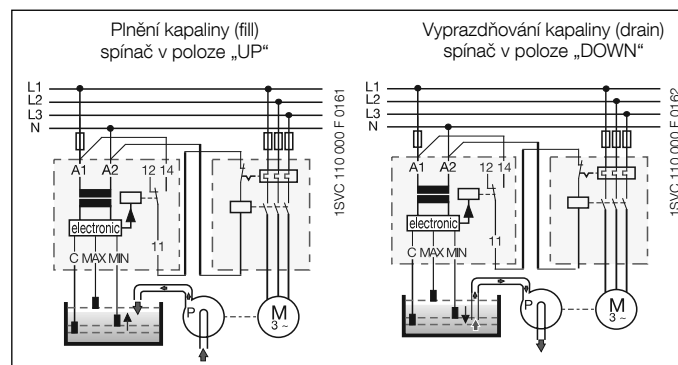 Plnění kapaliny (fill)
spínač v poloze „UP“
L1
L2
L3
N
A1 A2 12 14
electronic
11
C MAX MIN
P
M
3 ~
1SVC 110 000 F 0161
Vyprazdňování kapaliny (drain)
spínač v poloze „DOWN“
L1
L2
L3
N
A1 A2 12 14
electronic
11
C MAX MIN
P
M
3 ~
1SVC 110 000 F 0162